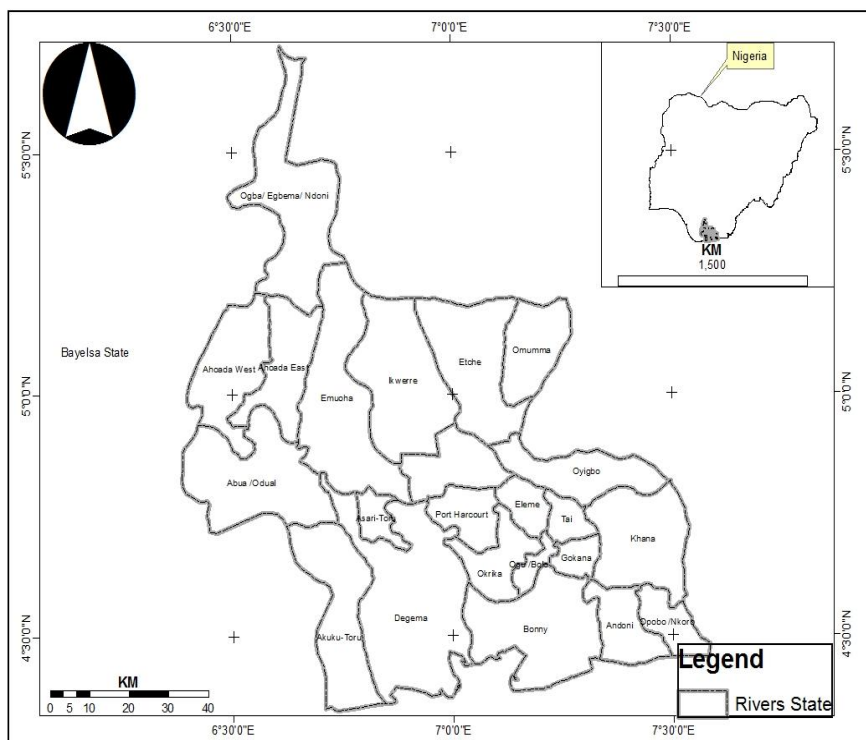 6°30'0"E
7°0'0"E
7°30'0"E
Nigeria
5°30'0"N
5°30'0"N
Ogba/ Egbema/ Ndoni
KM
1,500
Bayelsa State
Ahoada West
Ahoada East
Emuoha
Ikwerre
Etche
Omumma
5°0'0"N
5°0'0"N
Abua /Odual
Oyigbo
Asari-Toru
Port Harcourt
Eleme
Tai
Khana
Okrika
Ogu /Bolo
Gokana
Degema
Akuku-Toru
Bonny
Andoni
Opobo /Nkoro
4°30'0"N
4°30'0"N
Legend
Rivers State
KM
0 5 10 20 30 40
6°30'0"E
7°0'0"E
7°30'0"E